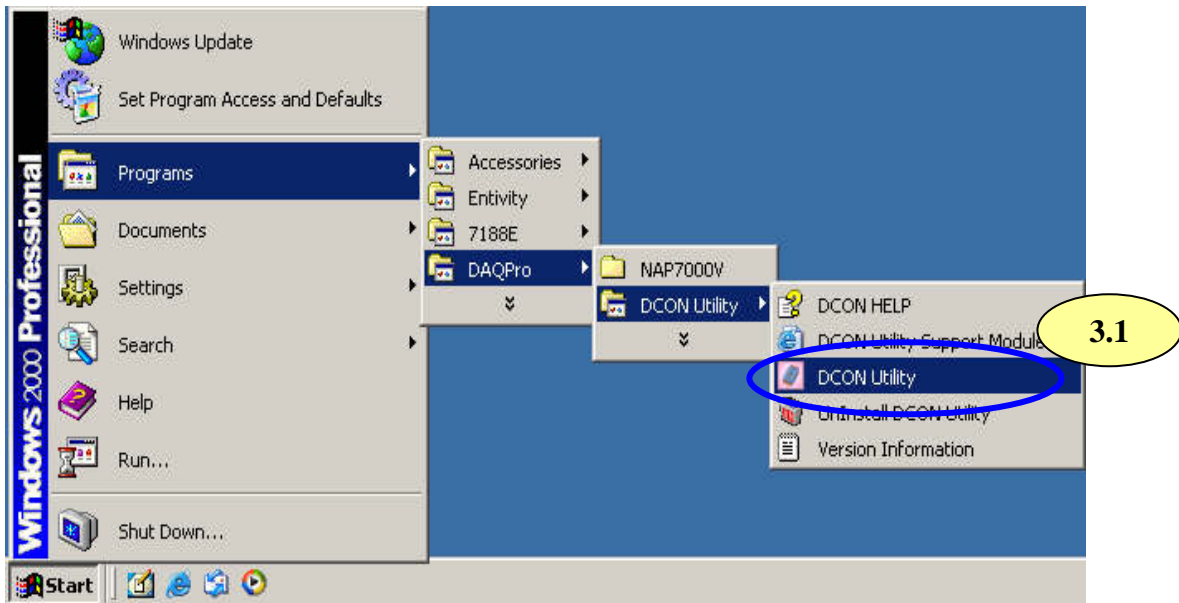 Windows 2000 Professional
Windows Update
Set Program Access and Defaults
Programs
Documents
Settings
Search
Help
Run...
Shut Down...
Accessories
Entivity
7188E
DAQPro
NAP7000V
DCON Utility
DCON HELP
DCON Utility Support Module
DCON Utility
UnInstall DCON Utility
Version Information
3.1
Start